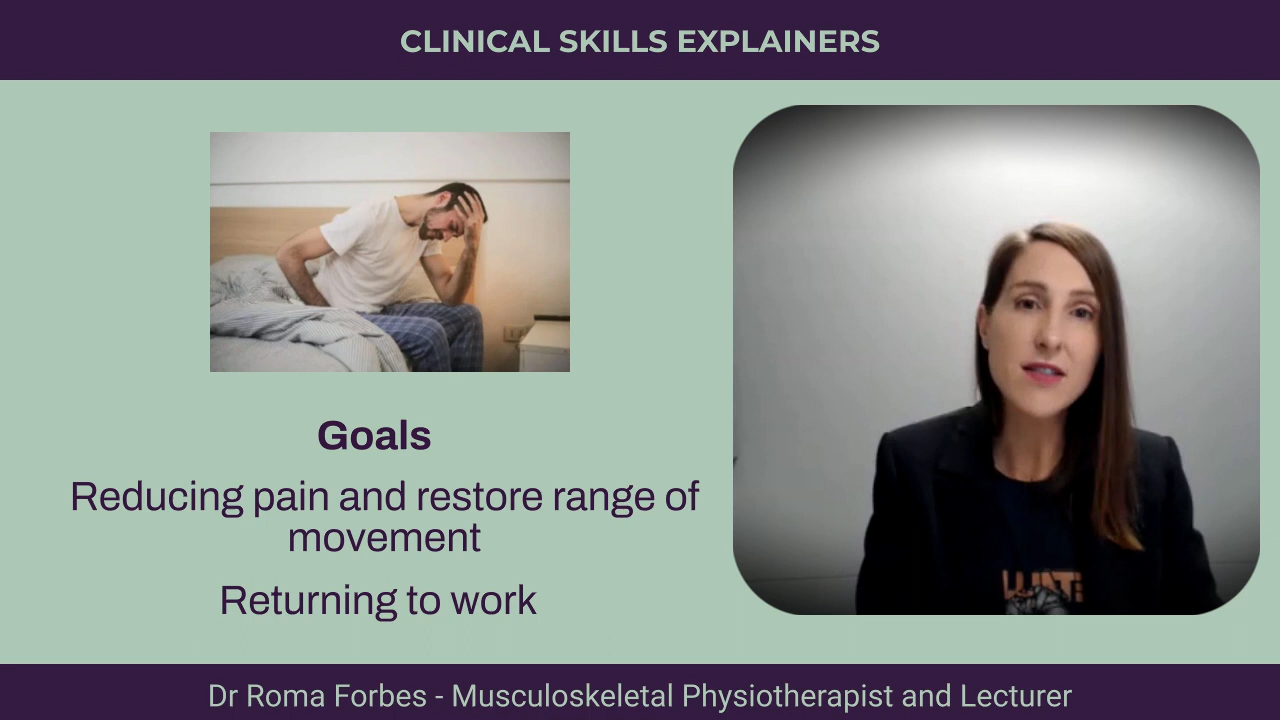 CLINICAL SKILLS EXPLAINERS
Goals
Reducing pain and restore range of
movement
Returning to work
Dr Roma Forbes - Musculoskeletal Physiotherapist and Lecturer